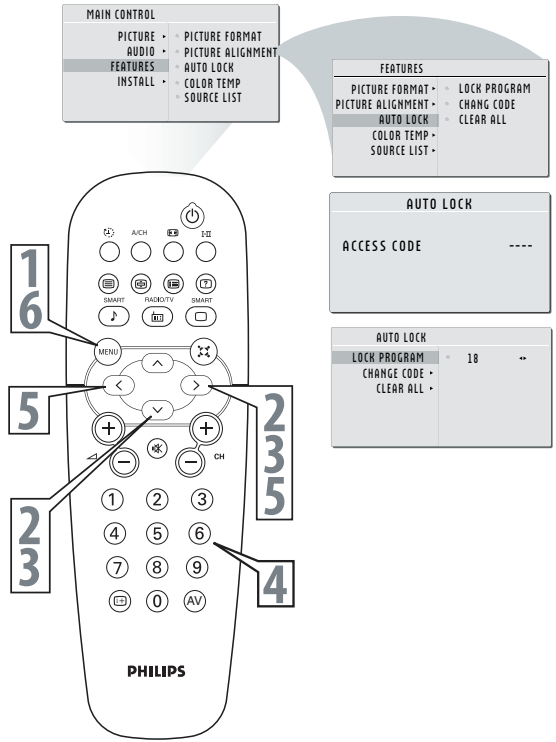 MAIN CONTROL
PICTURE
AUDIO
FEATURES
INSTALL
PICTURE FORMAT
PICTURE ALIGNMENT
AUTO LOCK
COLOR TEMP
SOURCE LIST
FEATURES
PICTURE FORMAT
PICTURE ALIGNMENT
AUTO LOCK
COLOR TEMP
SOURCE LIST
LOCK PROGRAM
CHANG CODE
CLEAR ALL
AUTO LOCK
ACCESS CODE ----
AUTO LOCK
LOCK PROGRAM 18
CHANGE CODE
CLEAR ALL
A/CH I-II
?
SMART RADIO/TV SMART
MENU
+ +
- - CH
1 2 3
4 5 6
7 8 9
i+ 0 AV
PHILIPS
1
6
5
2
3
2
3
5
4